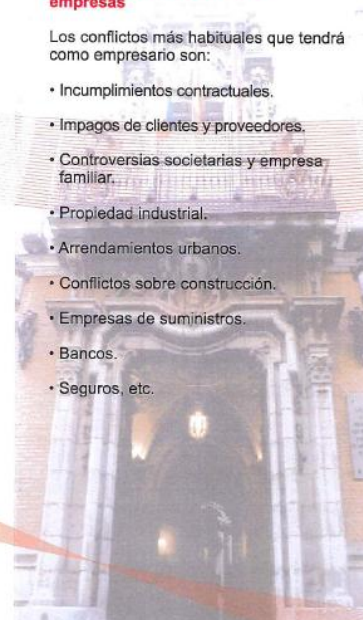 empresas
Los conflictos más habituales que tendrá
como empresario son:
• Incumplimientos contractuales.
• Impagos de clientes y proveedores.
• Controversias societarias y empresa
familiar.
• Propiedad industrial.
• Arrendamientos urbanos.
• Conflictos sobre construcción.
• Empresas de suministros.
• Bancos.
• Seguros, etc.